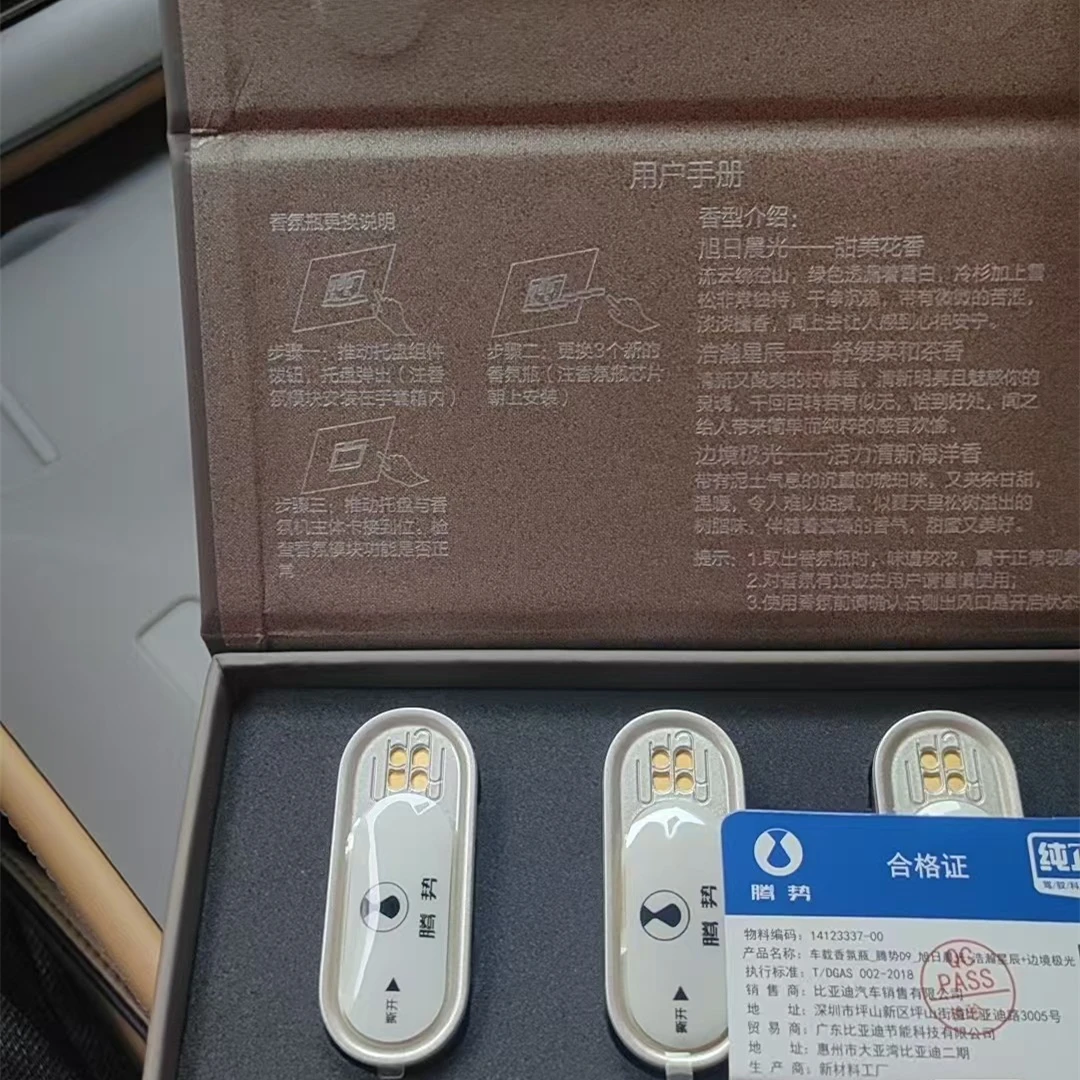 用户手册
香氛瓶更换说明
步骤一：推动托盘组件
拨钮，托盘弹出（注香
氛模块安装在手套箱内）
步骤二：更换3个新的
香氛瓶（注香氛瓶芯片
朝上安装）
步骤三：推动托盘与香
氛机主体卡接到位，检
查香氛模块功能是否正
常
香型介绍：
旭日晨光——甜美花香
流云绕空山，绿色透漏着雪白，冷杉加上雪
松非常独特，干净沉稳，带有微微的苦涩，
淡淡檀香，闻上去让人感到心神安宁。
浩瀚星辰——舒缓柔和茶香
清新又酸爽的柠檬香，清新明亮且魅惑你的
灵魂，千回百转若有似无，恰到好处，闻之
给人带来简单而纯粹的感官欢愉。
边境极光——活力清新海洋香
带有泥土气息的沉重的琥珀味，又夹杂甘甜，
温暖，令人难以捉摸，似夏天里松树溢出的
树脂味，伴随着蜜蜂的香气，甜蜜又美好。
提示：1.取出香氛瓶时，味道较浓，属于正常现象
2.对香氛有过敏史用户请谨慎使用；
3.使用香氛前请确认右侧出风口是开启状态
腾势
撕开
腾势
撕开
腾势
合格证
物料编码：14123337-00
产品名称：车载香氛瓶_腾势D9_旭日晨光+浩瀚星辰+边境极光
执行标准：T/DGAS 002-2018
销售商：比亚迪汽车销售有限公司
地址：深圳市坪山新区坪山街道比亚迪路3005号
贸易商：广东比亚迪节能科技有限公司
地址：惠州市大亚湾比亚迪二期
生产商：新材料工厂
QC
PASS